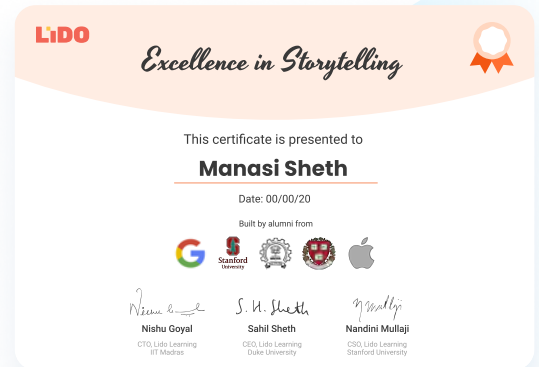 LiDO
Excellence in Storytelling
This certificate is presented to
Manasi Sheth
Date: 00/00/20
Built by alumni from
Stanford
University
S. H. Sheth
Nishu Goyal
Sahil Sheth
Nandini Mullaji
CTO, Lido Learning
IIT Madras
CEO, Lido Learning
Duke University
CSO, Lido Learning
Stanford University